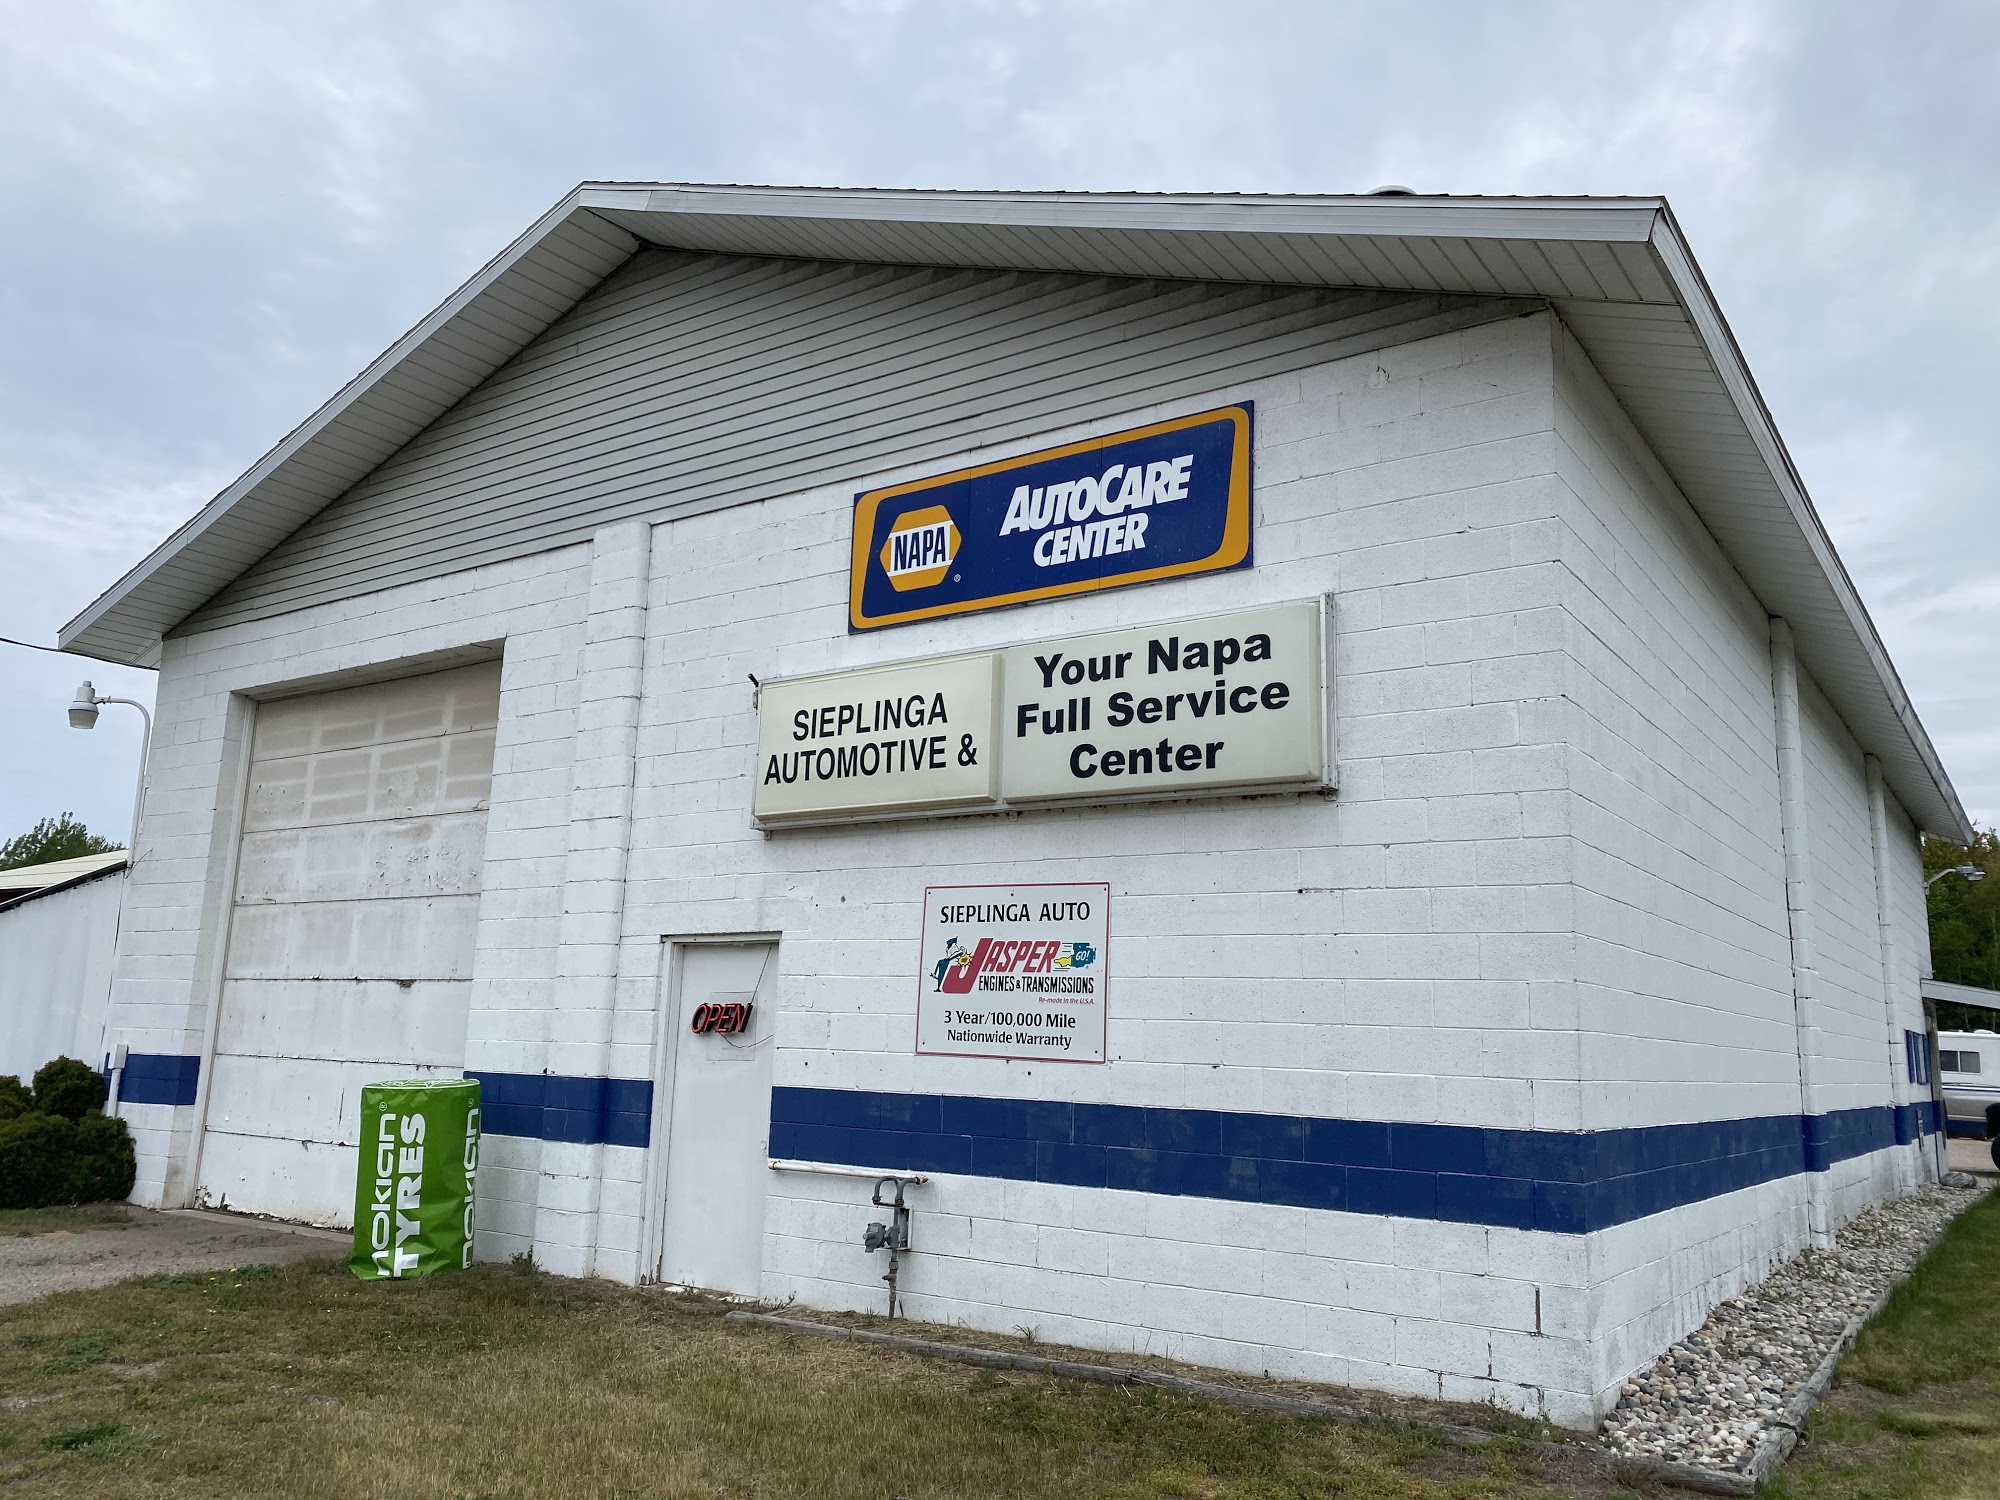 NAPA
®
AUTOCARE
CENTER
SIEPLINGA
AUTOMOTIVE &
Your Napa
Full Service
Center
SIEPLINGA AUTO
JASPER
GO!
ENGINES & TRANSMISSIONS
Re-made in the U.S.A.
3 Year/100,000 Mile
Nationwide Warranty
OPEN
nokian®
TYRES
nokian®